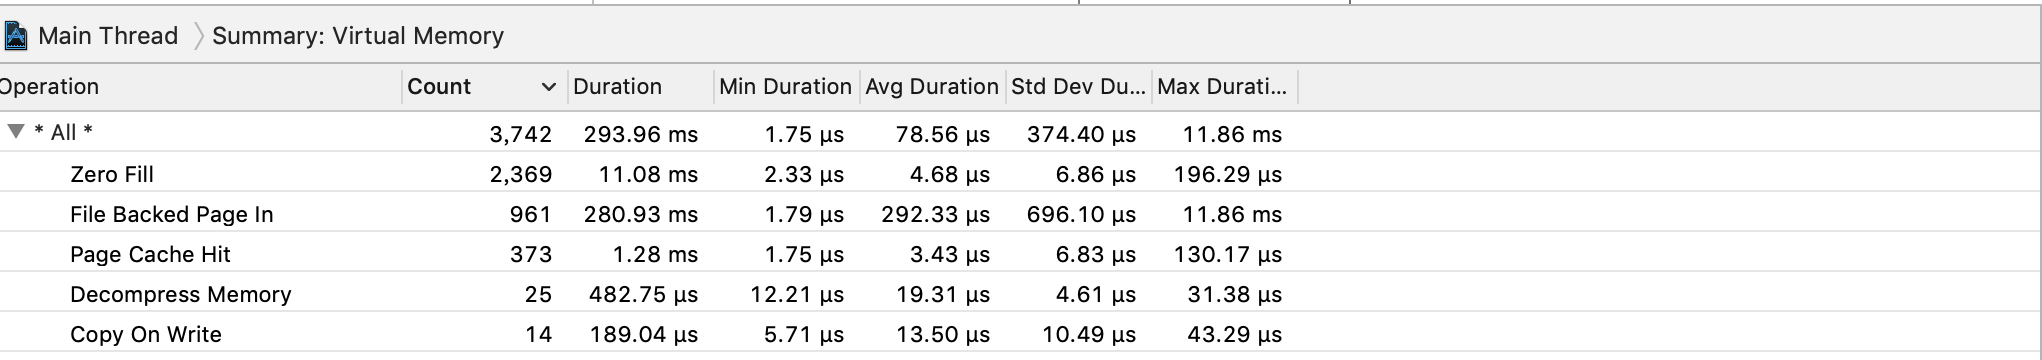 Main Thread Summary: Virtual Memory
Operation Count Duration Min Duration Avg Duration Std Dev Du... Max Durati...
* All * 3,742 293.96 ms 1.75 µs 78.56 µs 374.40 µs 11.86 ms
Zero Fill 2,369 11.08 ms 2.33 µs 4.68 µs 6.86 µs 196.29 µs
File Backed Page In 961 280.93 ms 1.79 µs 292.33 µs 696.10 µs 11.86 ms
Page Cache Hit 373 1.28 ms 1.75 µs 3.43 µs 6.83 µs 130.17 µs
Decompress Memory 25 482.75 µs 12.21 µs 19.31 µs 4.61 µs 31.38 µs
Copy On Write 14 189.04 µs 5.71 µs 13.50 µs 10.49 µs 43.29 µs